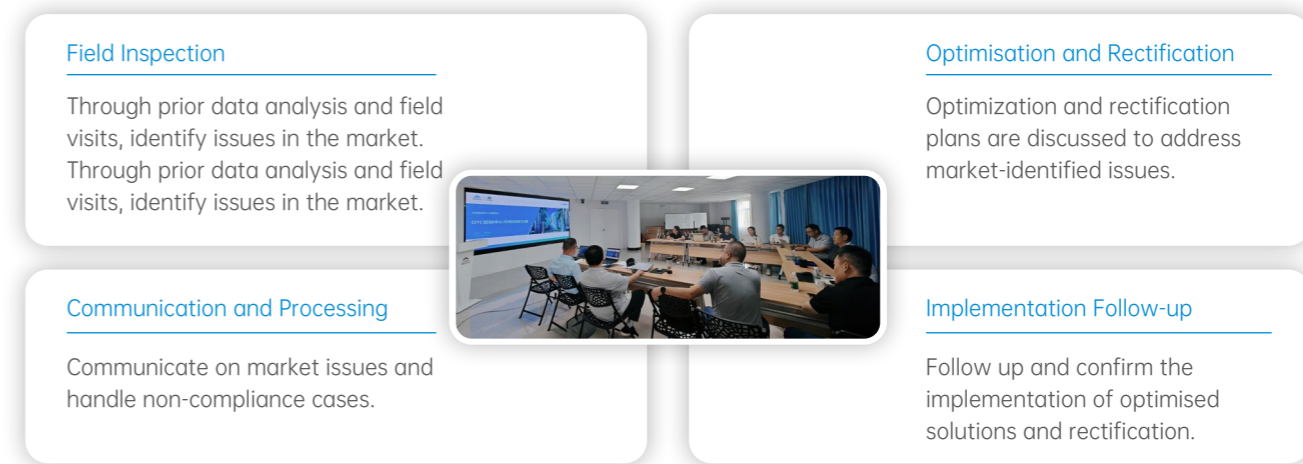 Field Inspection
Through prior data analysis and field
visits, identify issues in the market.
Through prior data analysis and field
visits, identify issues in the market.
Optimisation and Rectification
Optimization and rectification
plans are discussed to address
market-identified issues.
Communication and Processing
Communicate on market issues and
handle non-compliance cases.
Implementation Follow-up
Follow up and confirm the
implementation of optimised
solutions and rectification.